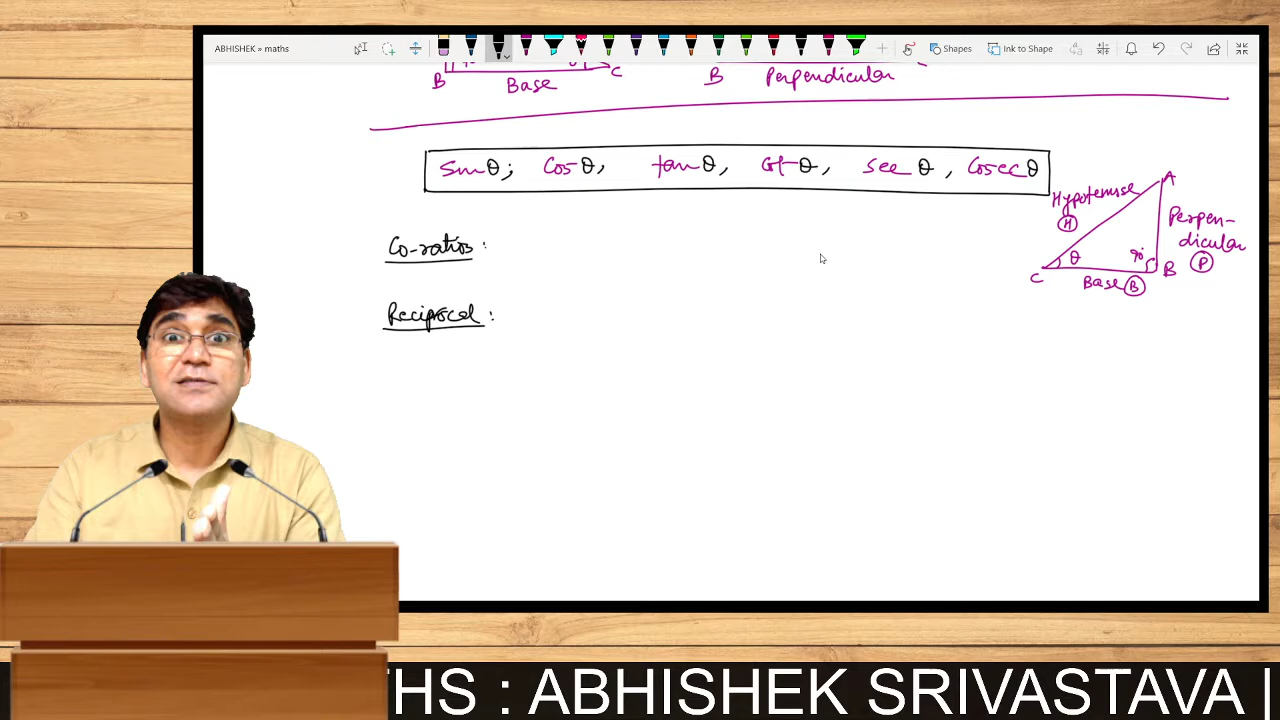 ABHISHEK » maths
Shapes
Ink to Shape
B
C
Base
B
Perpendicular
sinθ; cosθ, tanθ, cotθ, secθ, cosecθ
Co-ratios:
Reciprocal:
Hypotenuse
H
A
Perpen-
dicular
P
θ
90°
C
B
Base B
THS : ABHISHEK SRIVASTAVA |